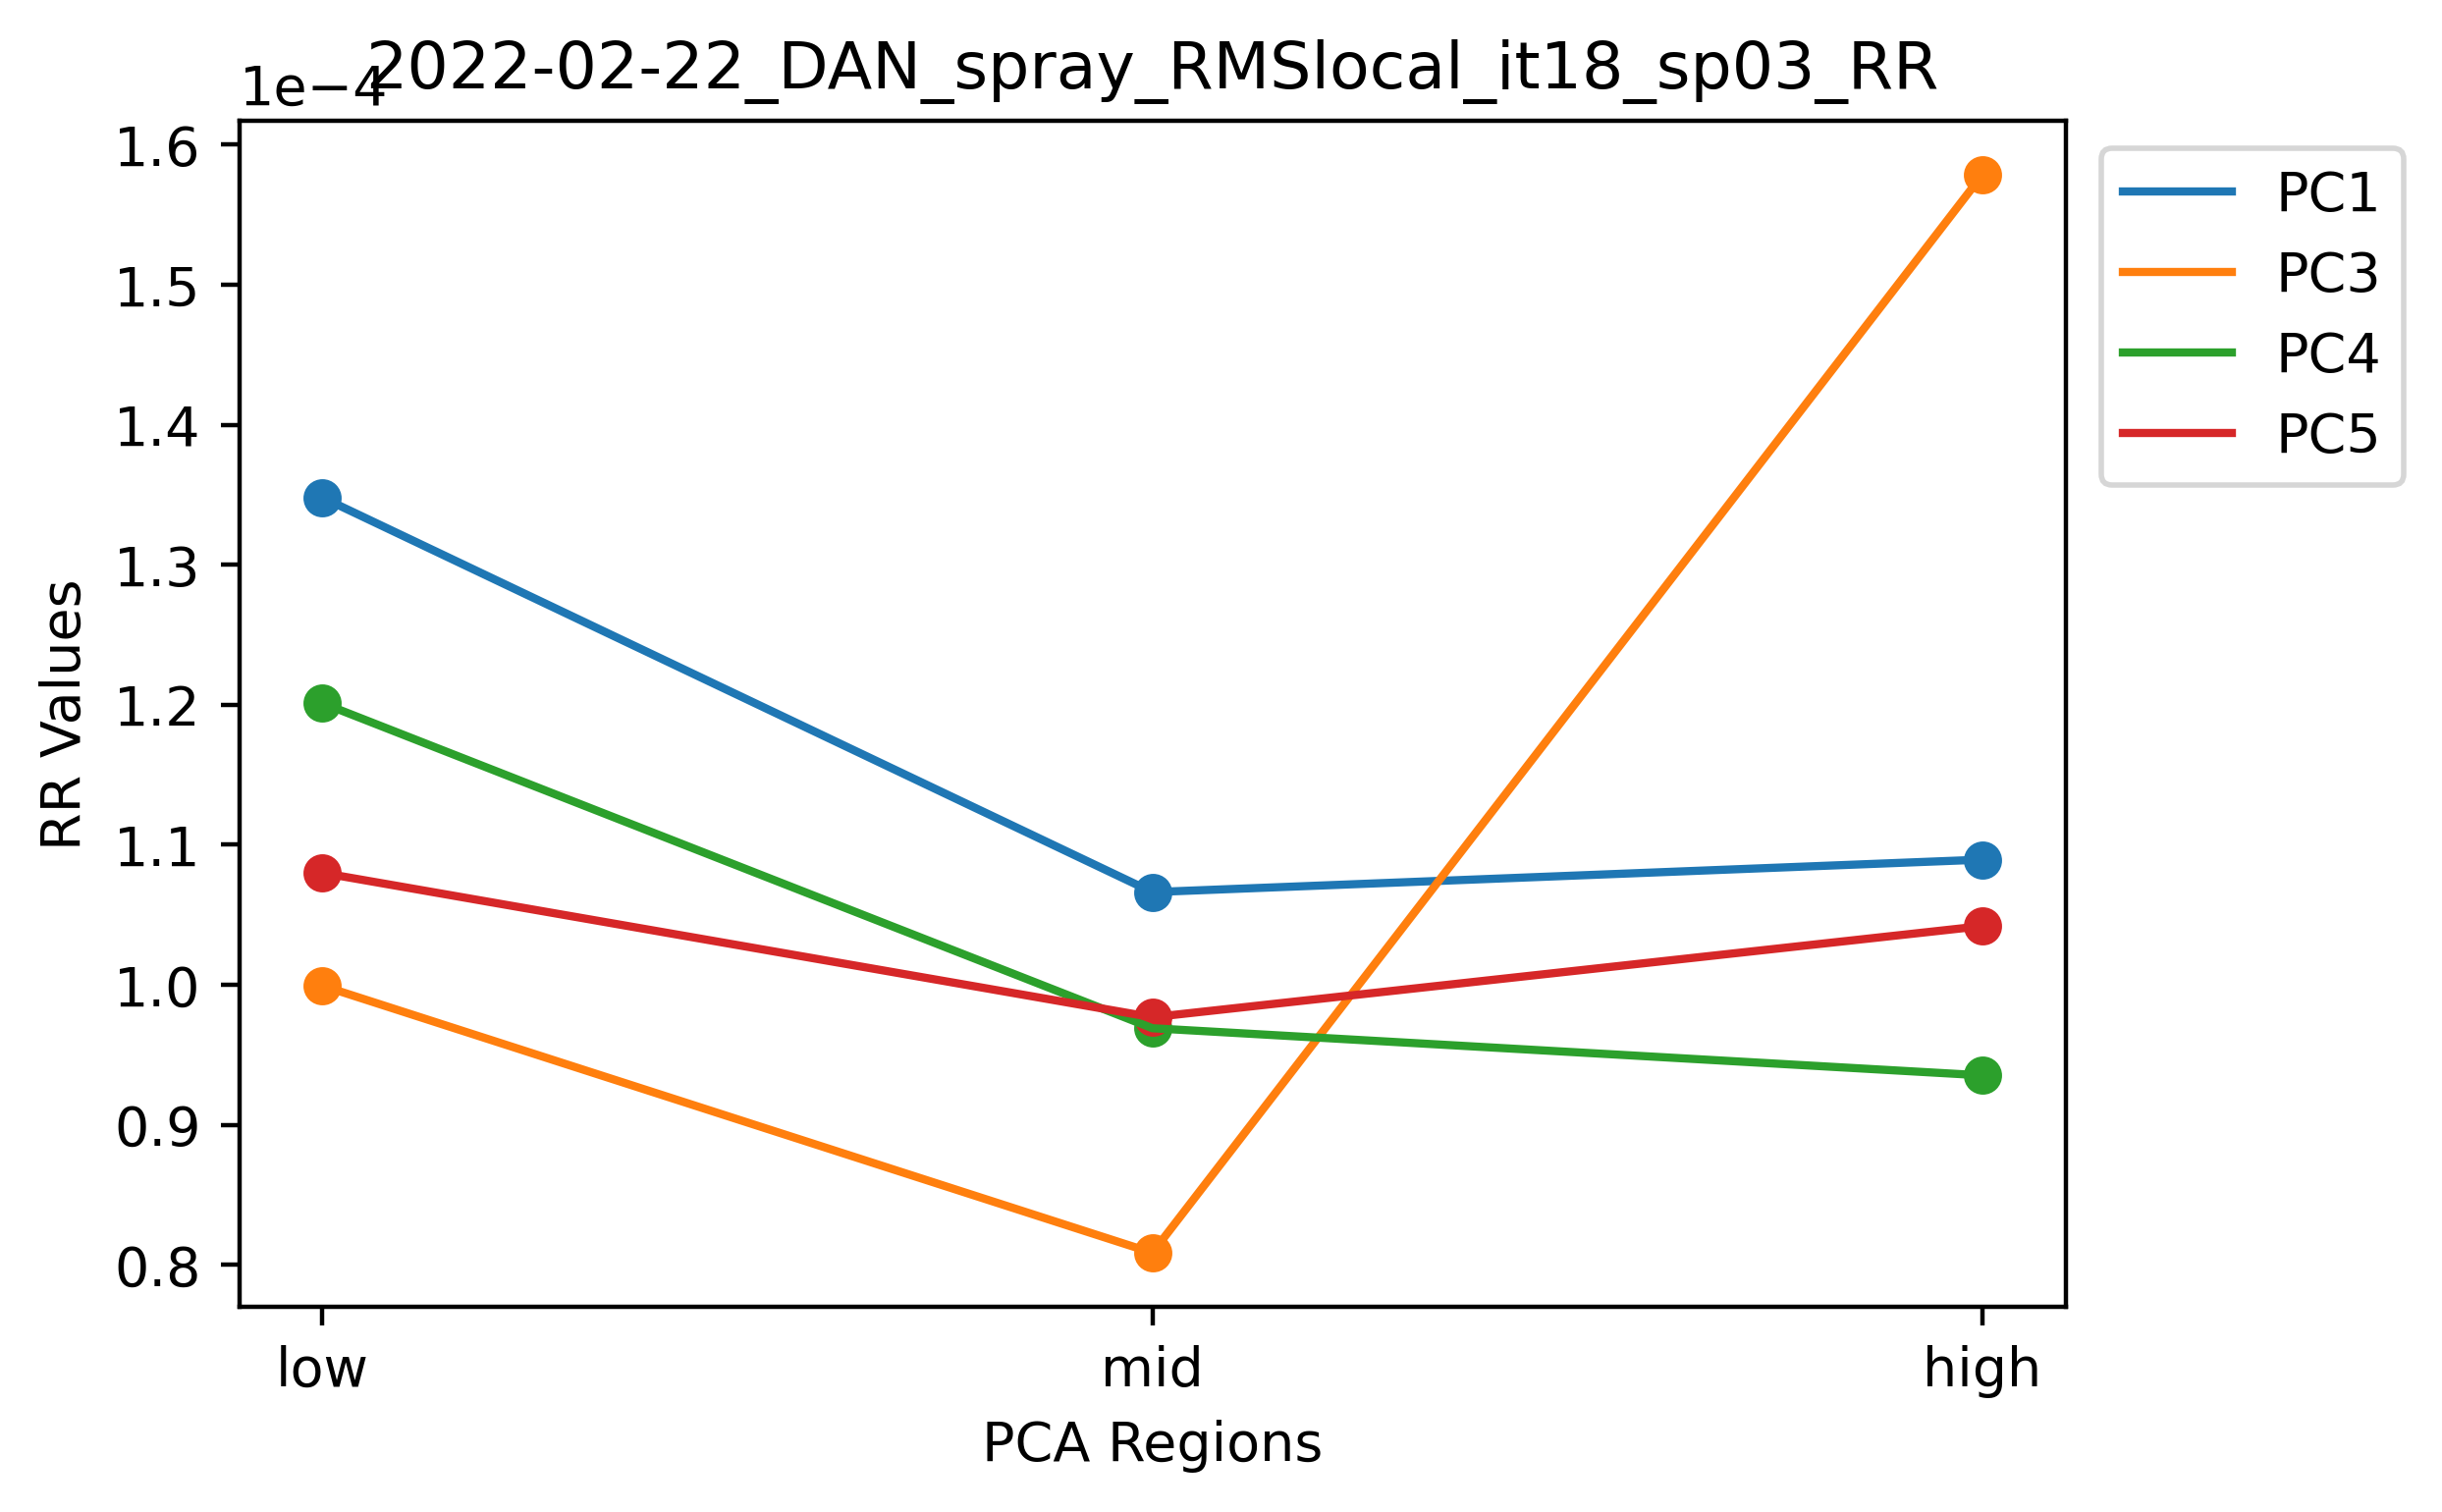 2022-02-22_DAN_spray_RMSlocal_it18_sp03_RR
1e−4
1.6
1.5
1.4
1.3
1.2
1.1
1.0
0.9
0.8
RR Values
low
mid
high
PCA Regions
PC1
PC3
PC4
PC5